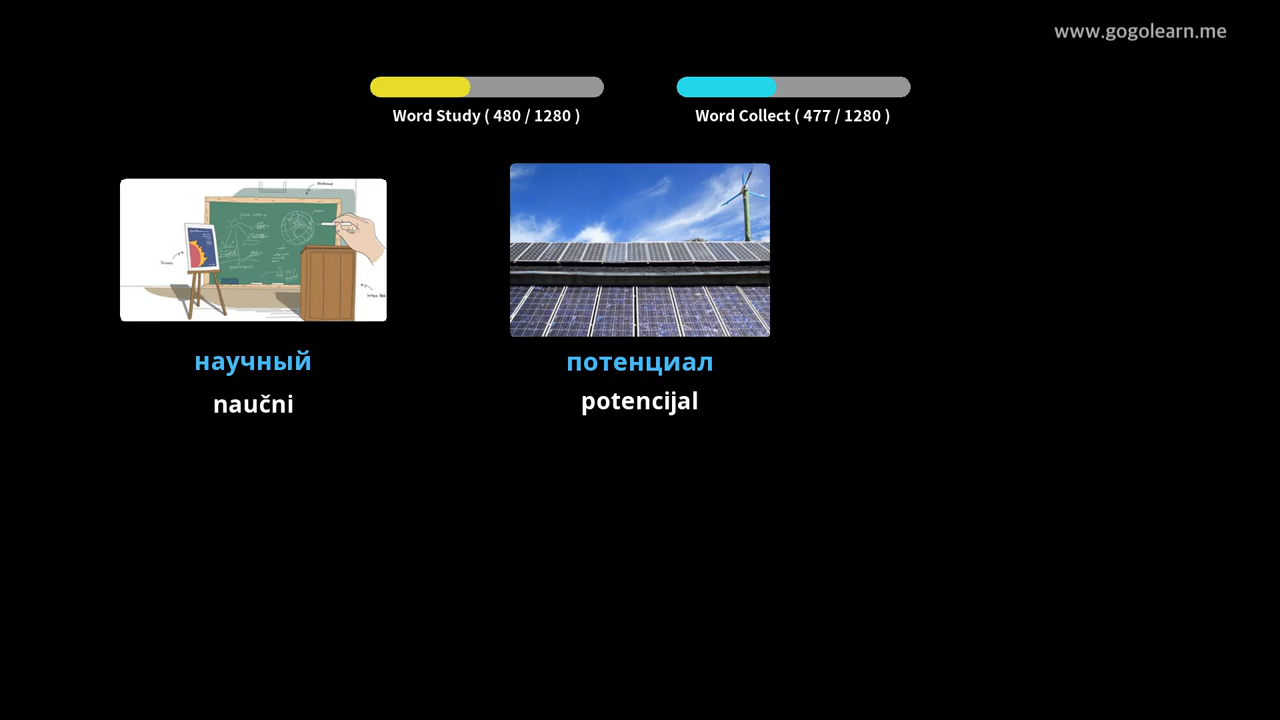 www.gogolearn.me
Word Study ( 480 / 1280 )
Word Collect ( 477 / 1280 )
научный
naučni
потенциал
potencijal